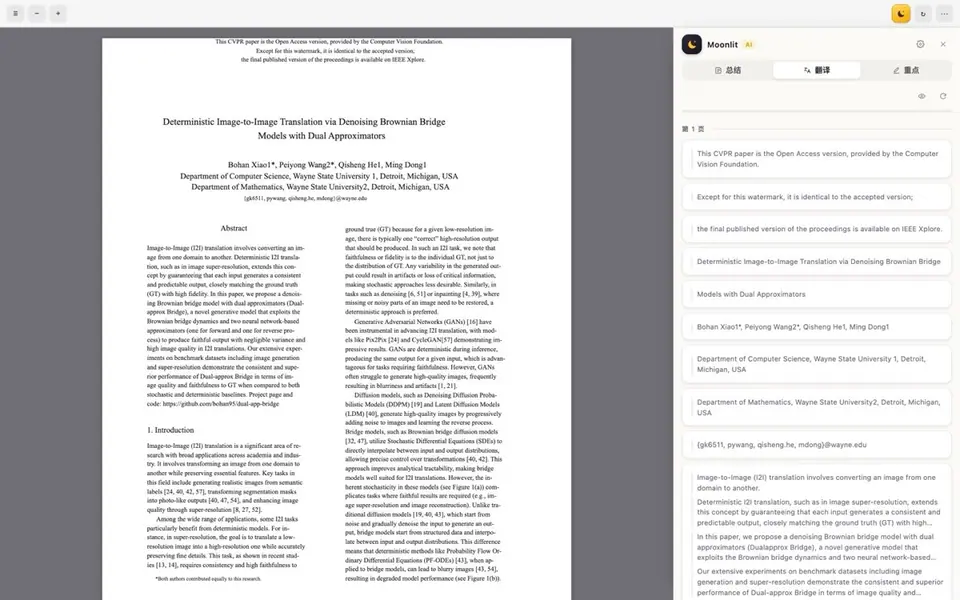 This CVPR paper is the Open Access version, provided by the Computer Vision Foundation.
Except for this watermark, it is identical to the accepted version;
the final published version of the proceedings is available on IEEE Xplore.
Deterministic Image-to-Image Translation via Denoising Brownian Bridge
Models with Dual Approximators
Bohan Xiao1*, Peiyong Wang2*, Qisheng He1, Ming Dong1
Department of Computer Science, Wayne State University 1, Detroit, Michigan, USA
Department of Mathematics, Wayne State University2, Detroit, Michigan, USA
{gk6511, pywang, qisheng.he, mdong}@wayne.edu
Abstract
Image-to-Image (I2I) translation involves converting an im-
age from one domain to another. Deterministic I2I transla-
tion, such as in image super-resolution, extends this con-
cept by guaranteeing that each input generates a consistent
and predictable output, closely matching the ground truth
(GT) with high fidelity. In this paper, we propose a denois-
ing Brownian bridge model with dual approximators (Dual-
approx Bridge), a novel generative model that exploits the
Brownian bridge dynamics and two neural network-based
approximators (one for forward and one for reverse pro-
cess) to produce faithful output with negligible variance and
high image quality in I2I translations. Our extensive exper-
iments on benchmark datasets including image generation
and super-resolution demonstrate the consistent and supe-
rior performance of Dual-approx Bridge in terms of im-
age quality and faithfulness to GT when compared to both
stochastic and deterministic baselines. Project page and
code: https://github.com/bohan95/dual-app-bridge
1. Introduction
Image-to-Image (I2I) translation is a significant area of re-
search with broad applications across academia and indus-
try. It involves transforming an image from one domain to
another while preserving essential features. Key tasks in
this field include generating realistic images from semantic
labels [24, 40, 42, 57], transforming segmentation masks
into photo-like outputs [40, 47, 54], and enhancing image
quality through super-resolution [8, 27, 52].
Among the wide range of applications, some I2I tasks
particularly benefit from deterministic models. For in-
stance, in super-resolution, the goal is to translate a low-
resolution image into a high-resolution one while accurately
preserving fine details. This task, as shown in recent stud-
ies [13, 14], requires consistency and high faithfulness to
*Both authors contributed equally to this research.
ground true (GT) because for a given low-resolution im-
age, there is typically one “correct” high-resolution output
that should be produced. In such an I2I task, we note that
faithfulness or fidelity is to the individual GT, not just to
the distribution of GT. Any variability in the generated out-
put could result in artifacts or loss of critical information,
making stochastic approaches less desirable. Similarly, in
tasks such as denoising [6, 51] or inpainting [4, 39], where
missing or noisy parts of an image need to be restored, a
deterministic approach is preferred.
Generative Adversarial Networks (GANs) [16] have
been instrumental in advancing I2I translation, with mod-
els like Pix2Pix [24] and CycleGAN[57] demonstrating im-
pressive results. GANs are deterministic during inference,
producing the same output for a given input, which is advan-
tageous for tasks requiring faithfulness. However, GANs
often struggle to generate high-quality images, frequently
resulting in blurriness and artifacts [1, 21].
Diffusion models, such as Denoising Diffusion Proba-
bilistic Models (DDPM) [19] and Latent Diffusion Models
(LDM) [40], generate high-quality images by progressively
adding noise to images and learning the reverse process.
Bridge models, such as Brownian bridge diffusion models
[32, 47], utilize Stochastic Differential Equations (SDEs) to
directly interpolate between input and output distributions,
allowing precise control over transformations [40, 42]. This
approach improves analytical tractability, making bridge
models well suited for I2I translations. However, the in-
herent stochasticity in these models (see Figure 1(a)) com-
plicates tasks where faithful results are required (e.g., im-
age super-resolution and image reconstruction). Unlike tra-
ditional diffusion models [19, 40, 43], which start from
noise and gradually denoise the input to generate an out-
put, bridge models start from structured data and interpo-
late between input and output distributions. This difference
means that deterministic methods like Probability Flow Or-
dinary Differential Equations (PF-ODEs) [43], when ap-
plied to bridge models, can lead to blurry images [43, 54],
resulting in degraded model performance (see Figure 1(b)).
Moonlit AI
总结
翻译
重点
第 1 页
This CVPR paper is the Open Access version, provided by the Computer
Vision Foundation.
Except for this watermark, it is identical to the accepted version;
the final published version of the proceedings is available on IEEE Xplore.
Deterministic Image-to-Image Translation via Denoising Brownian Bridge
Models with Dual Approximators
Bohan Xiao1*, Peiyong Wang2*, Qisheng He1, Ming Dong1
Department of Computer Science, Wayne State University 1, Detroit,
Michigan, USA
Department of Mathematics, Wayne State University2, Detroit, Michigan,
USA
{gk6511, pywang, qisheng.he, mdong}@wayne.edu
Image-to-Image (I2I) translation involves converting an image from one
domain to another.
Deterministic I2I translation, such as in image super-resolution, extends
this concept by guaranteeing that each input generates a consistent and
predictable output, closely matching the ground truth (GT) with high...
In this paper, we propose a denoising Brownian bridge model with dual
approximators (Dualapprox Bridge), a novel generative model that
exploits the Brownian bridge dynamics and two neural network-based...
Our extensive experiments on benchmark datasets including image
generation and super-resolution demonstrate the consistent and superior
performance of Dual-approx Bridge in terms of image quality and...